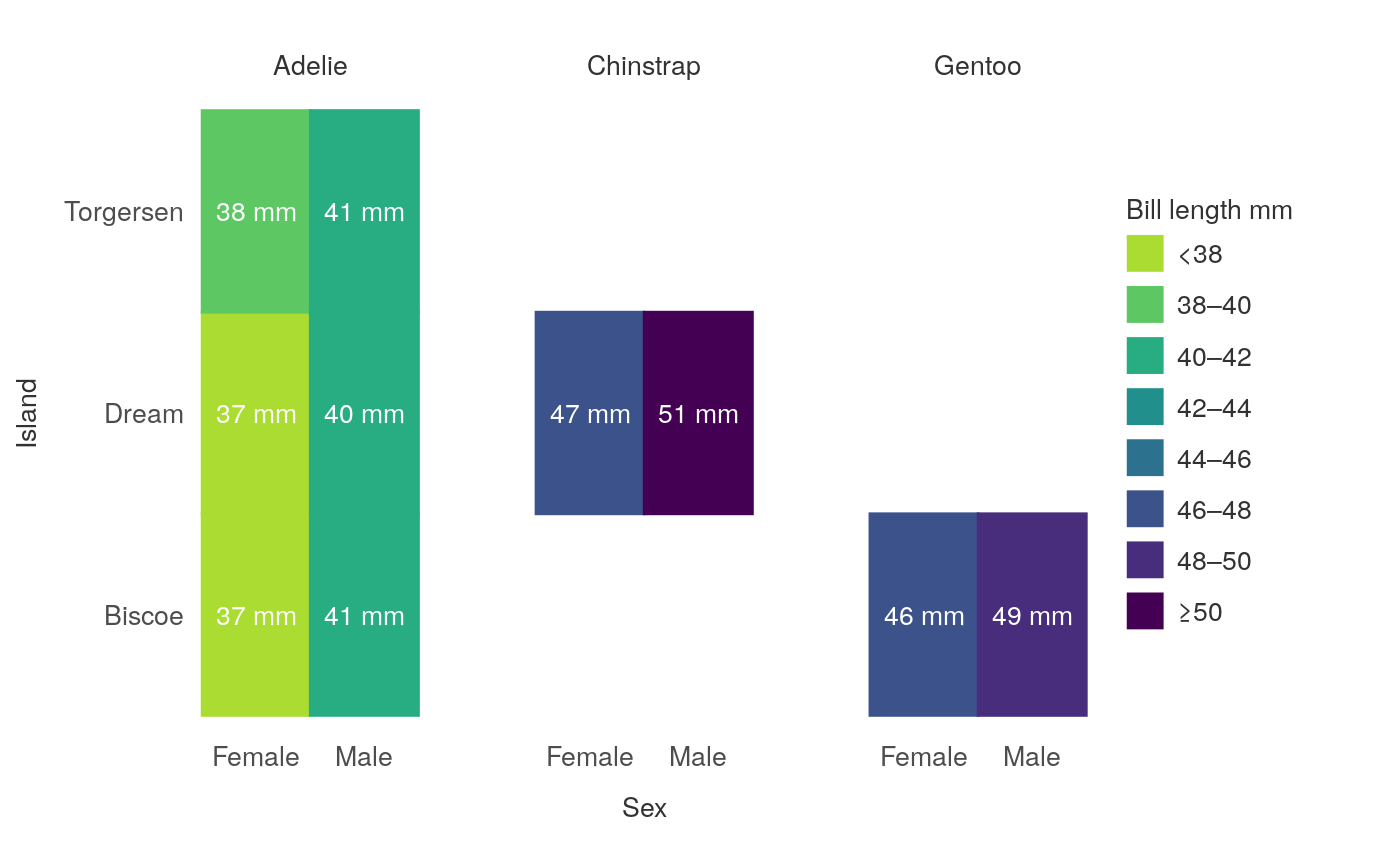 Adelie Chinstrap Gentoo
Torgersen 38 mm 41 mm
Dream 37 mm 40 mm 47 mm 51 mm
Biscoe 37 mm 41 mm 46 mm 49 mm
Island
Female Male Female Male Female Male
Sex
Bill length mm
<38
38–40
40–42
42–44
44–46
46–48
48–50
≥50